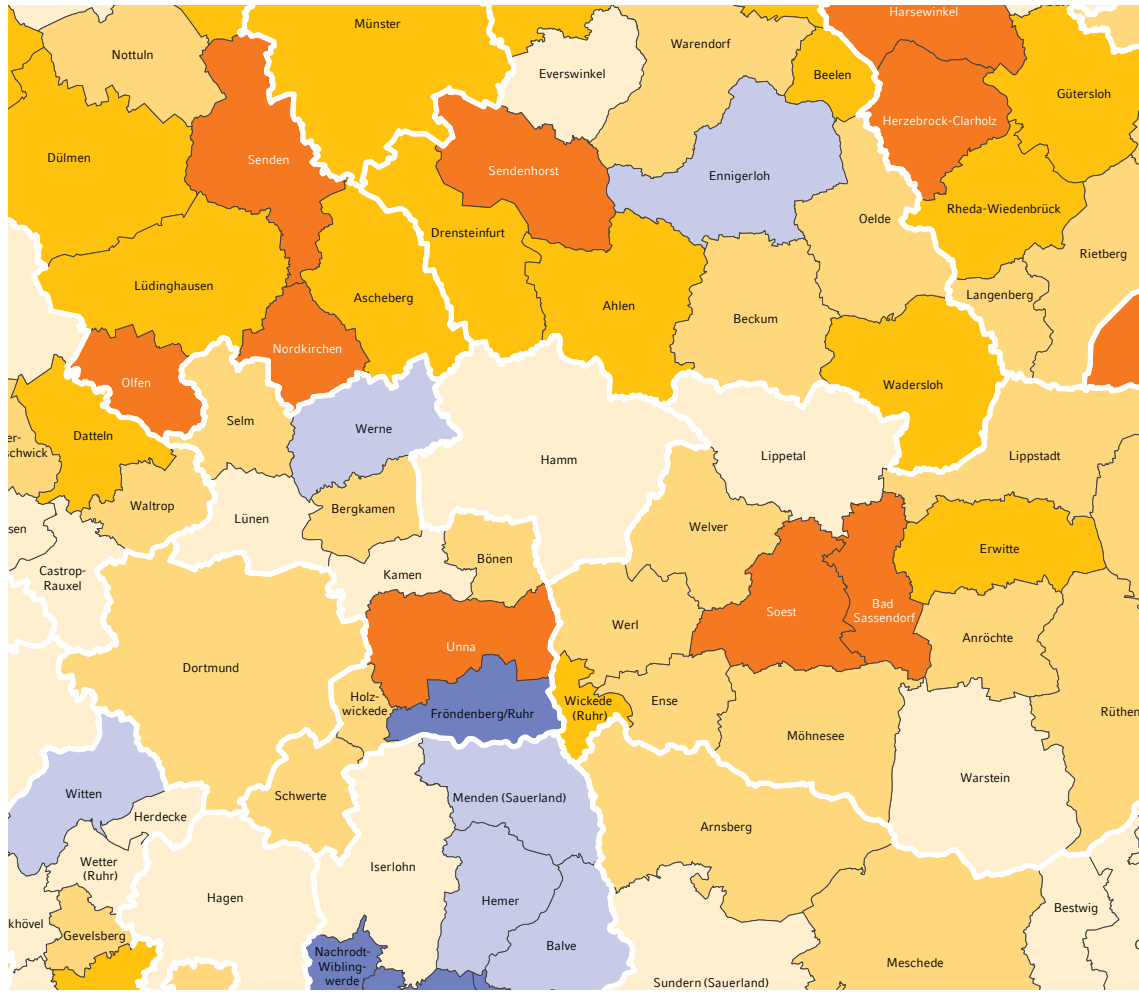 Harsewinkel
Münster
Nottuln
Warendorf
Everswinkel
Beelen
Gütersloh
Herzebrock-Clarholz
Dülmen
Senden
Sendenhorst
Ennigerloh
Oelde
Rheda-Wiedenbrück
Drensteinfurt
Rietberg
Lüdinghausen
Ascheberg
Ahlen
Langenberg
Beckum
Nordkirchen
Olfen
Wadersloh
Selm
Werne
Datteln
er-
schwick
Hamm
Lippetal
Lippstadt
Waltrop
Lünen
Bergkamen
Welver
sen
Erwitte
Castrop-
Rauxel
Kamen
Bönen
Soest
Bad
Sassendorf
Werl
Anröchte
Unna
Dortmund
Holz-
wickede
Fröndenberg/Ruhr
Wickede
(Ruhr)
Ense
Rüthen
Möhnesee
Witten
Schwerte
Menden (Sauerland)
Warstein
Herdecke
Arnsberg
Wetter
(Ruhr)
Iserlohn
Hagen
Hemer
Bestwig
khövel
Gevelsberg
Balve
Nachrodt-
Wibling-
werde
Meschede
Sundern (Sauerland)